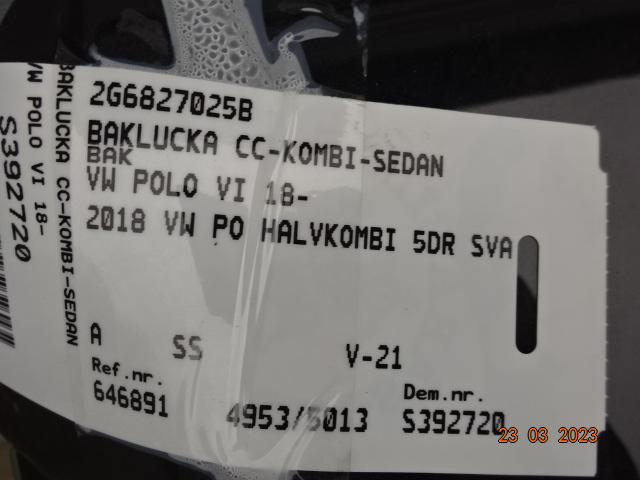 2G6827025B
BAKLUCKA CC-KOMBI-SEDAN
BAK
VW POLO VI 18-
2018 VW PO HALVKOMBI 5DR SVA
A SS V-21
Ref.nr. Dem.nr.
646891 4953/5013 S392720
BAKLUCKA CC-KOMBI-SEDAN
VW POLO VI 18-
S392720
23 03 2023